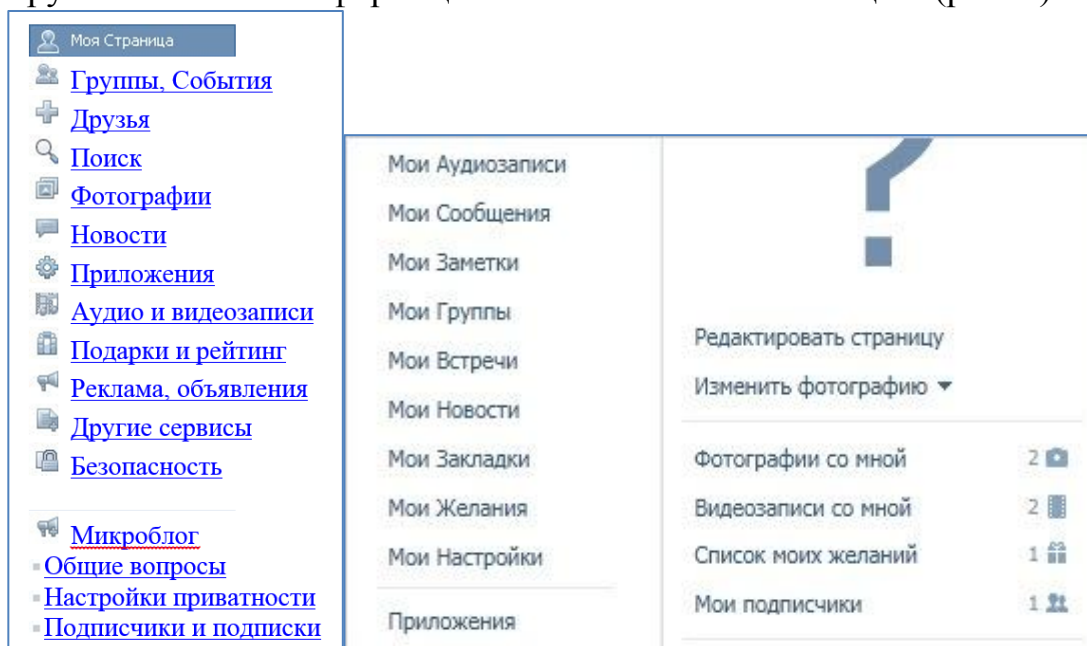 Моя Страница
Группы, События
Друзья
Поиск
Фотографии
Новости
Приложения
Аудио и видеозаписи
Подарки и рейтинг
Реклама, объявления
Другие сервисы
Безопасность
Микроблог
Общие вопросы
Настройки приватности
Подписчики и подписки
Мои Аудиозаписи
Мои Сообщения
Мои Заметки
Мои Группы
Мои Встречи
Мои Новости
Мои Закладки
Мои Желания
Мои Настройки
Приложения
?
Редактировать страницу
Изменить фотографию
Фотографии со мной 2
Видеозаписи со мной 2
Список моих желаний 1
Мои подписчики 1